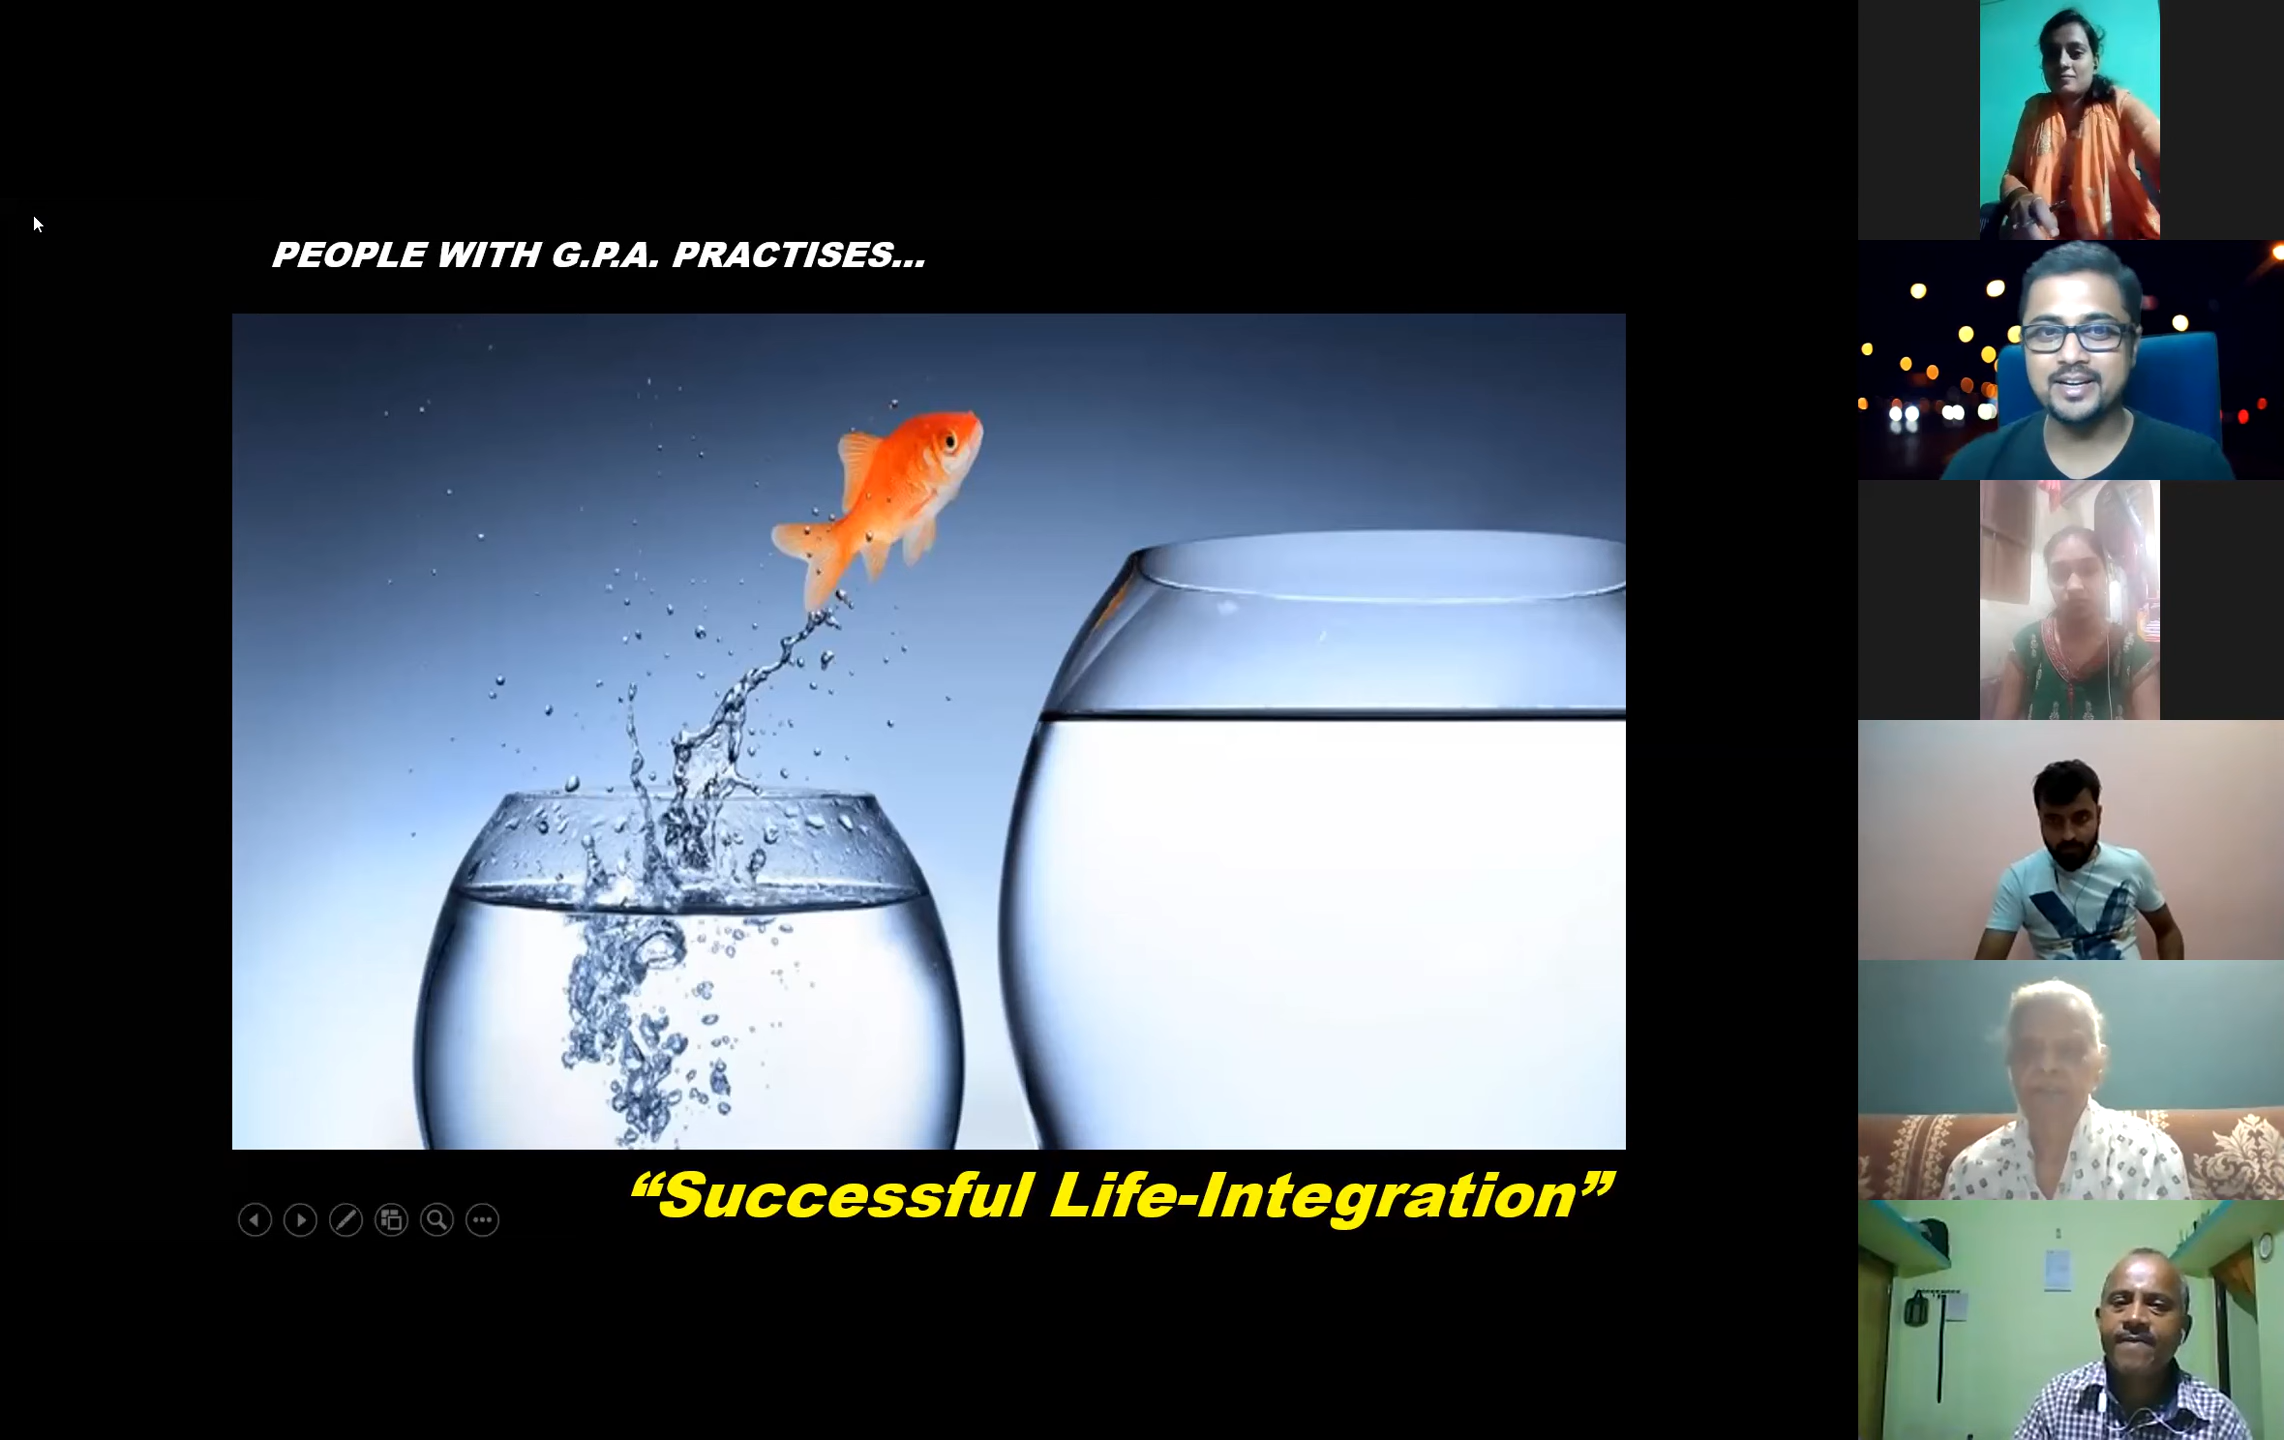 PEOPLE WITH G.P.A. PRACTISES...
“Successful Life-Integration”